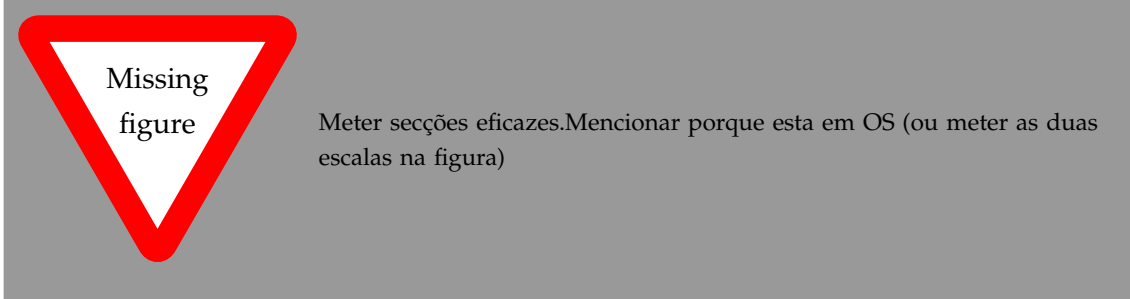 Missing
figure
Meter secções eficazes.Mencionar porque esta em OS (ou meter as duas
escalas na figura)